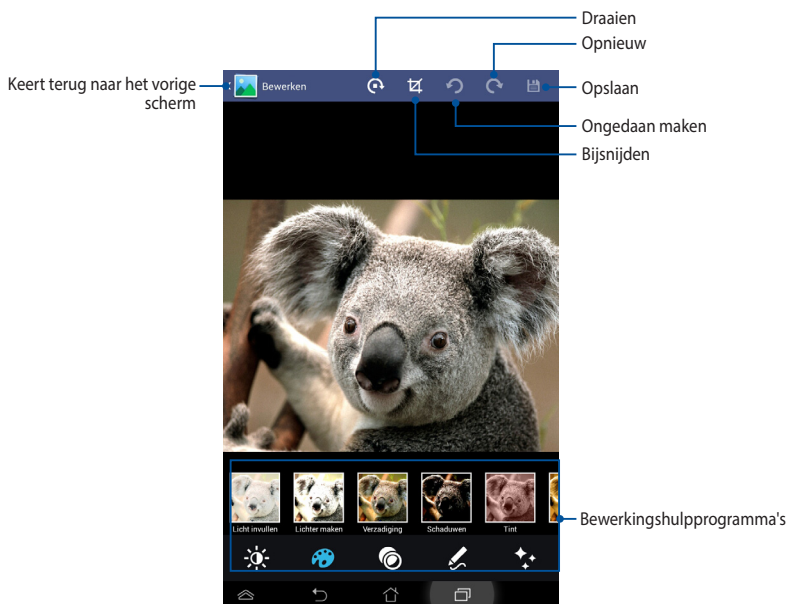 Draaien
Opnieuw
Keert terug naar het vorige
scherm
Bewerken
Opslaan
Ongedaan maken
Bijsnijden
Licht invullen
Lichter maken
Verzadiging
Schaduwen
Tint
Bewerkingshulpprogramma's